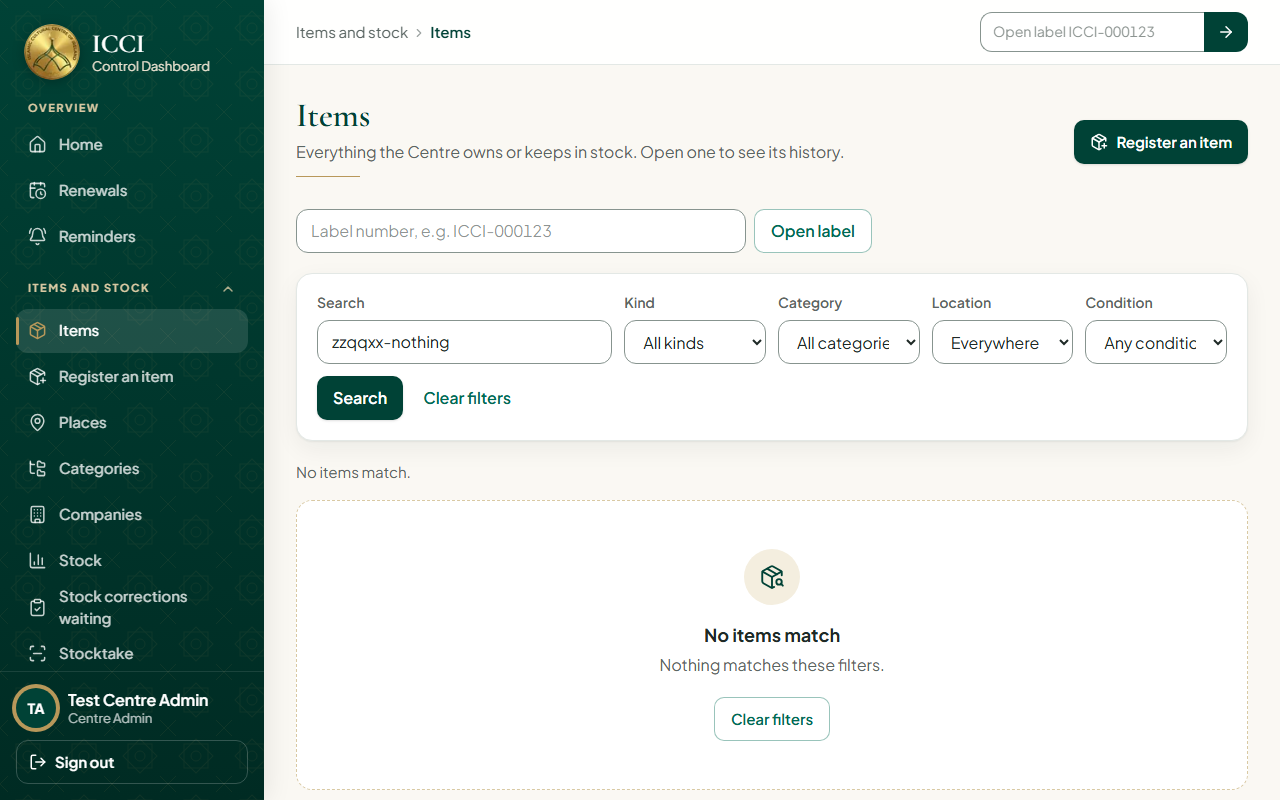 ICCI
Control Dashboard
OVERVIEW
Home
Renewals
Reminders
ITEMS AND STOCK
Items
Register an item
Places
Categories
Companies
Stock
Stock corrections
waiting
Stocktake
TA
Test Centre Admin
Centre Admin
Sign out
Items and stock › Items
Open label ICCI-000123
Items
Everything the Centre owns or keeps in stock. Open one to see its history.
Register an item
Label number, e.g. ICCI-000123
Open label
Search
Kind
Category
Location
Condition
zzqqxx-nothing
All kinds
All categorie
Everywhere
Any conditic
Search
Clear filters
No items match.
No items match
Nothing matches these filters.
Clear filters